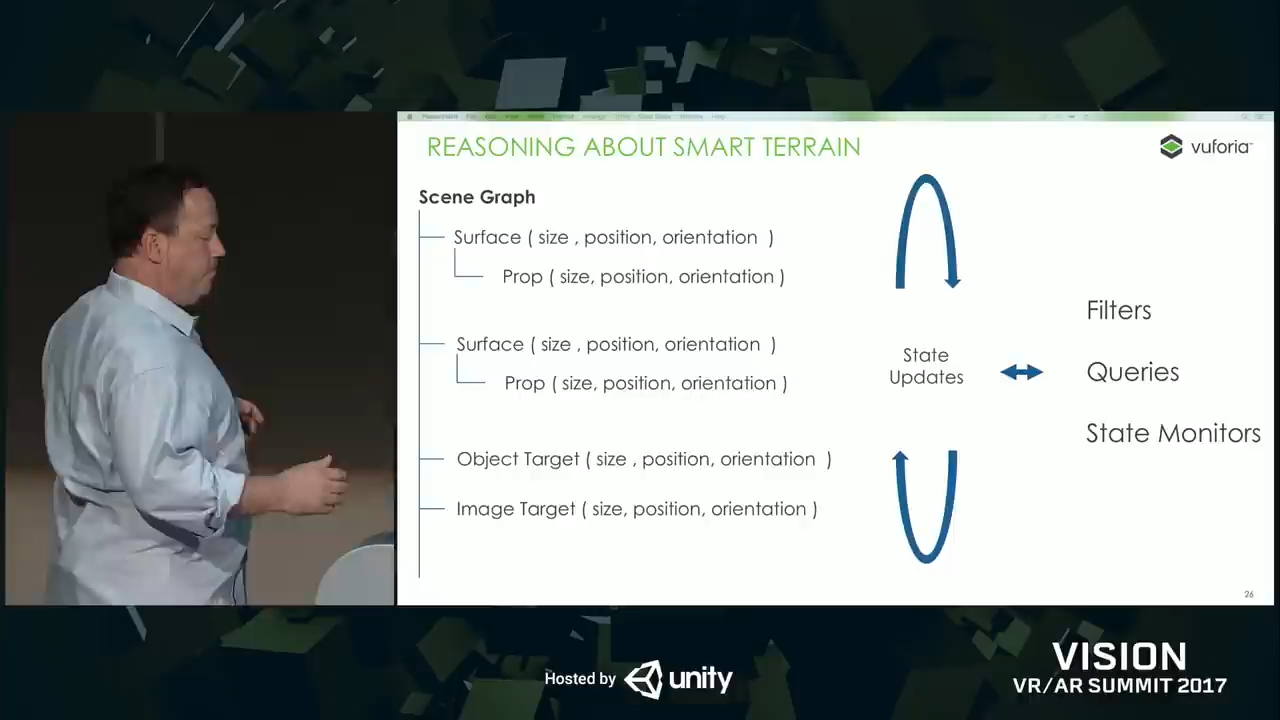 REASONING ABOUT SMART TERRAIN
vuforia
Scene Graph
Surface ( size , position, orientation )
Prop ( size, position, orientation )
Surface ( size , position, orientation )
Prop ( size, position, orientation )
Object Target ( size , position, orientation )
Image Target ( size, position, orientation )
State
Updates
Filters
Queries
State Monitors
26
Hosted by unity
VISION
VR/AR SUMMIT 2017